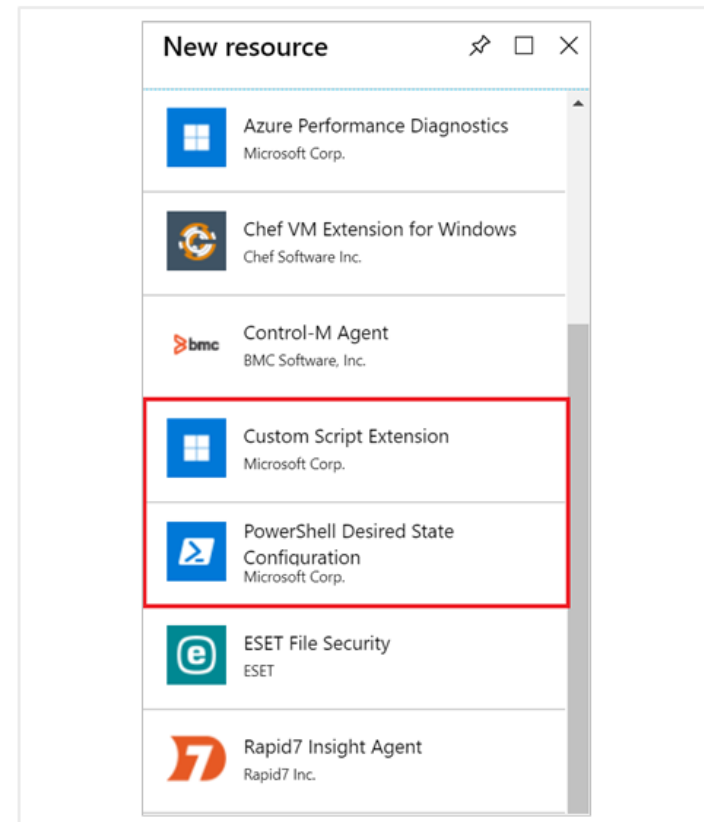 New resource
Azure Performance Diagnostics
Microsoft Corp.
Chef VM Extension for Windows
Chef Software Inc.
bmc
Control-M Agent
BMC Software, Inc.
Custom Script Extension
Microsoft Corp.
PowerShell Desired State
Configuration
Microsoft Corp.
e
ESET File Security
ESET
7
Rapid7 Insight Agent
Rapid7 Inc.